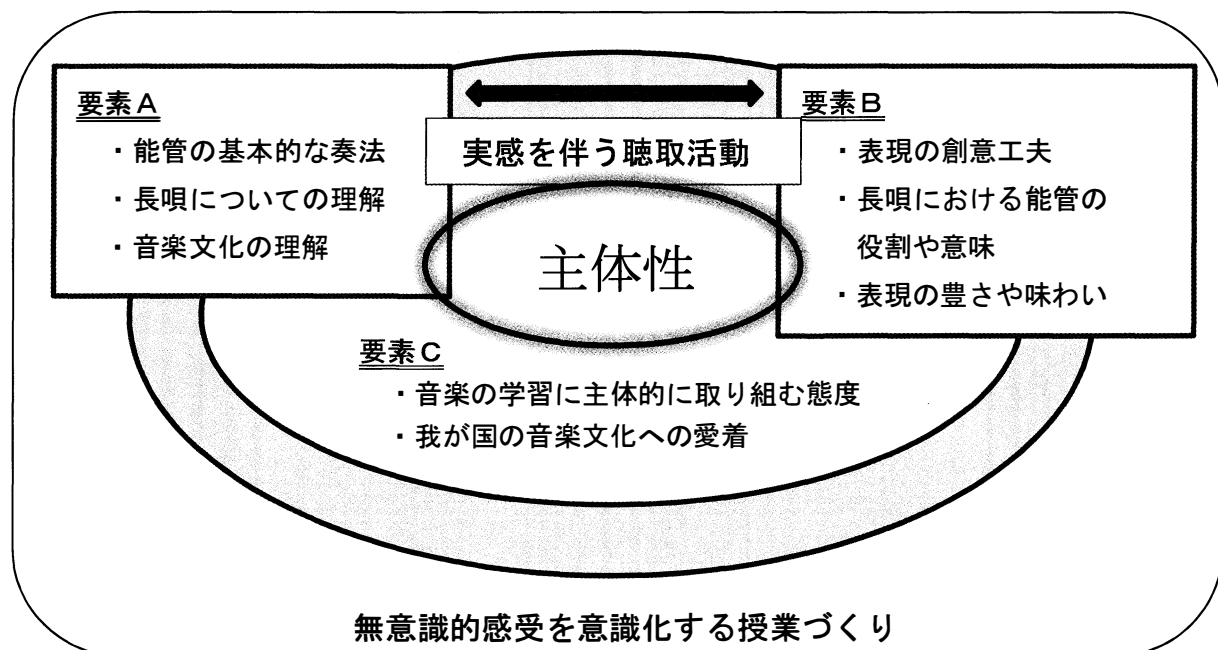 要素A
・能管の基本的な奏法
・長唄についての理解
・音楽文化の理解
実感を伴う聴取活動
要素B
・表現の創意工夫
・長唄における能管の
役割や意味
・表現の豊さや味わい
主体性
要素C
・音楽の学習に主体的に取り組む態度
・我が国の音楽文化への愛着
無意識的感受を意識化する授業づくり